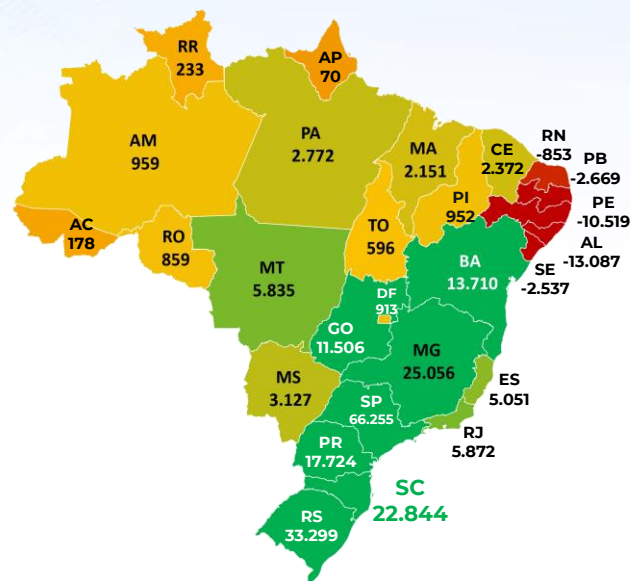 RR
233
AP
70
AM
959
PA
2.772
MA
2.151
CE
2.372
RN
-853
PB
-2.669
PE
-10.519
AL
-13.087
SE
-2.537
PI
952
AC
178
RO
859
TO
596
MT
5.835
BA
13.710
DF
913
GO
11.506
MG
25.056
ES
5.051
MS
3.127
SP
66.255
RJ
5.872
PR
17.724
SC
22.844
RS
33.299